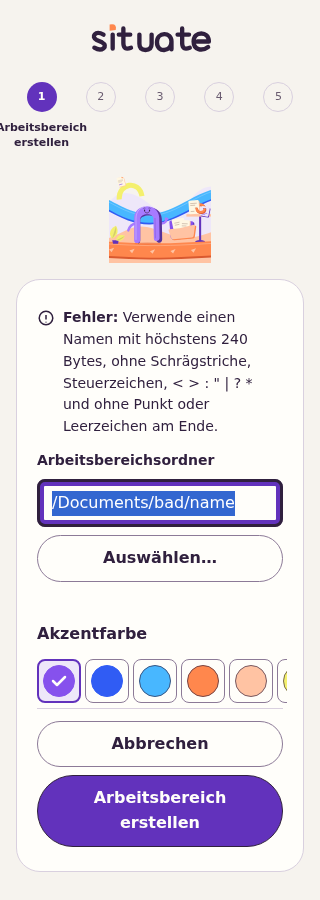 situate
1
2
3
4
5
Arbeitsbereich
erstellen
Fehler: Verwende einen
Namen mit höchstens 240
Bytes, ohne Schrägstriche,
Steuerzeichen, < > : " | ? *
und ohne Punkt oder
Leerzeichen am Ende.
Arbeitsbereichsordner
/Documents/bad/name
Auswählen…
Akzentfarbe
Abbrechen
Arbeitsbereich
erstellen